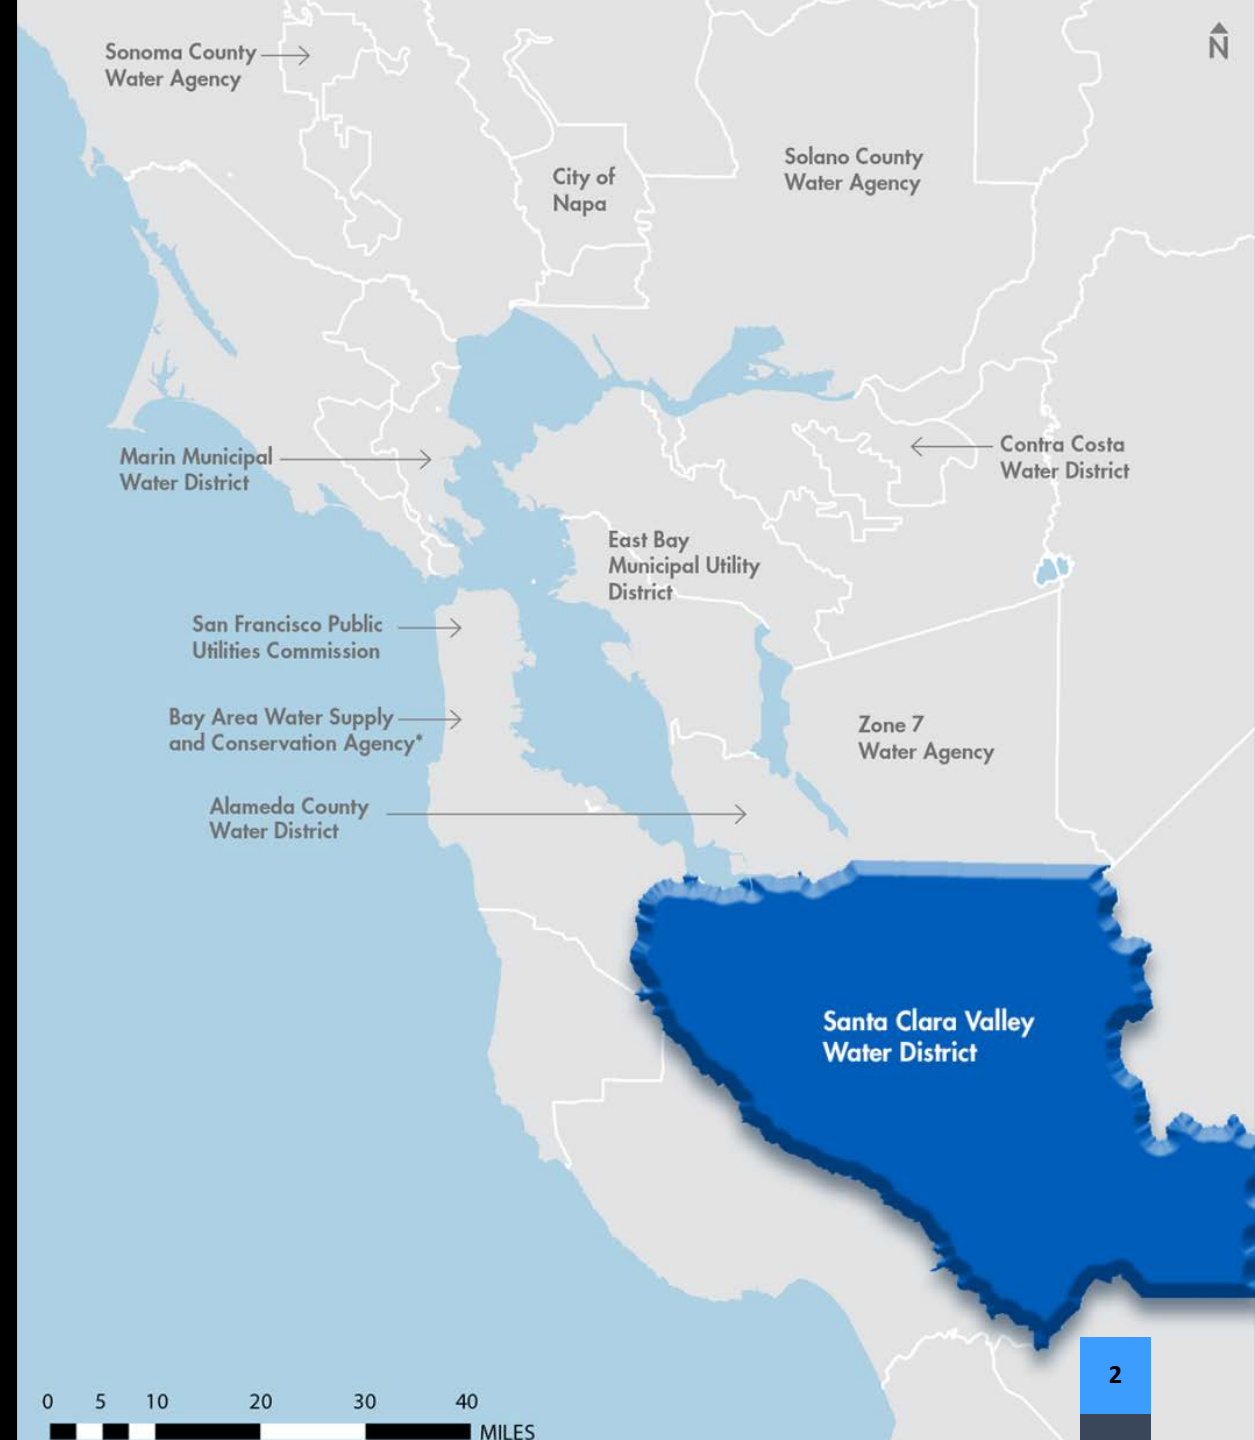 Sonoma County
Water Agency
N
Solano County
Water Agency
City of
Napa
Marin Municipal
Water District
Contra Costa
Water District
East Bay
Municipal Utility
District
San Francisco Public
Utilities Commission
Bay Area Water Supply
and Conservation Agency*
Zone 7
Water Agency
Alameda County
Water District
Santa Clara Valley
Water District
2
0 5 10 20 30 40
MILES